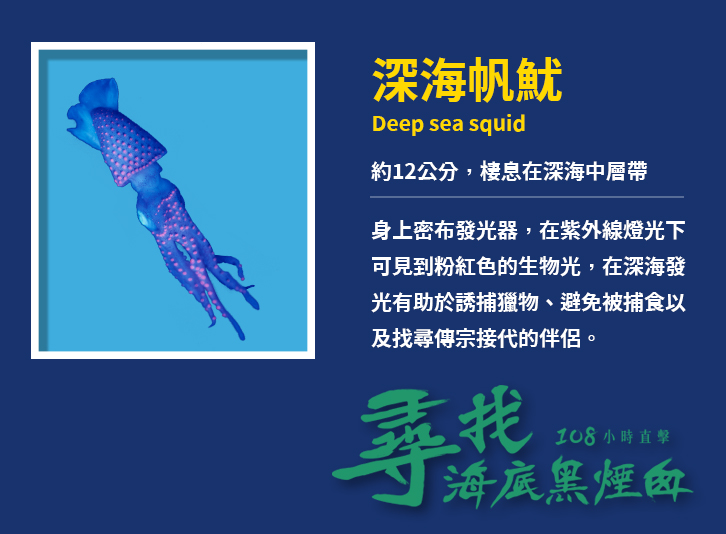 深海帆魷
Deep sea squid
約12公分，棲息在深海中層帶
身上密布發光器，在紫外線燈光下
可見到粉紅色的生物光，在深海發
光有助於誘捕獵物、避免被捕食以
及找尋傳宗接代的伴侶。
尋找 108小時直擊
海底黑煙囱